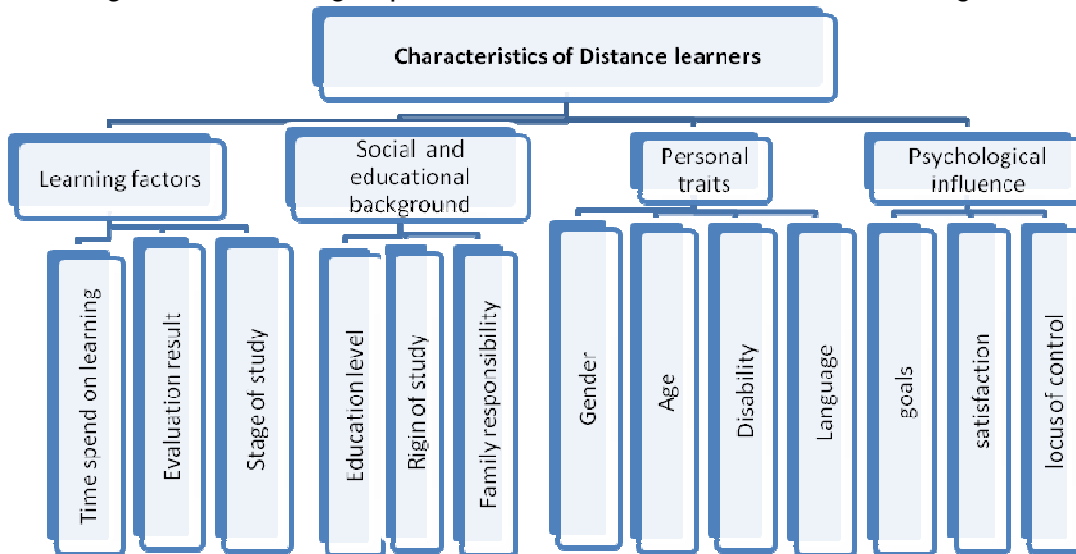 Characteristics of Distance learners
Learning factors
Social and
educational
background
Personal
traits
Psychological
influence
Time spend on learning
Evaluation result
Stage of study
Education level
Rigin of study
Family responsibility
Gender
Age
Disability
Language
goals
satisfaction
locus of control